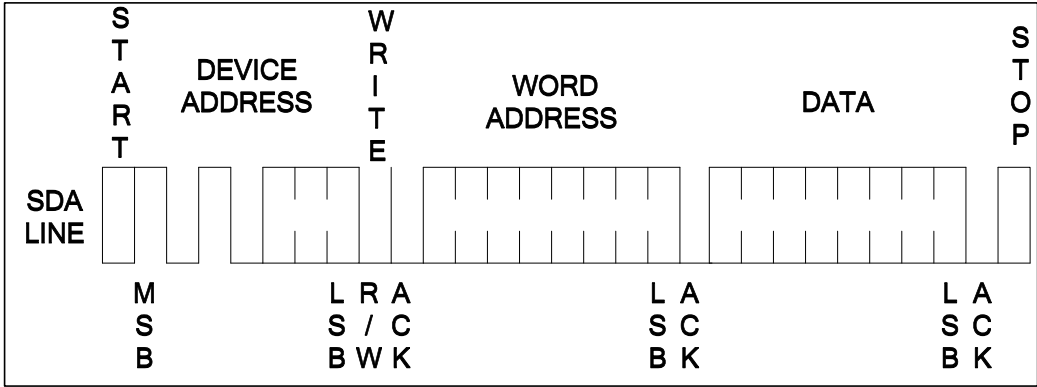 START
DEVICE
ADDRESS
WRITE
WORD
ADDRESS
DATA
STOP
SDA
LINE
MSB
LSB
R/W
ACK
LSB
ACK
LSB
ACK